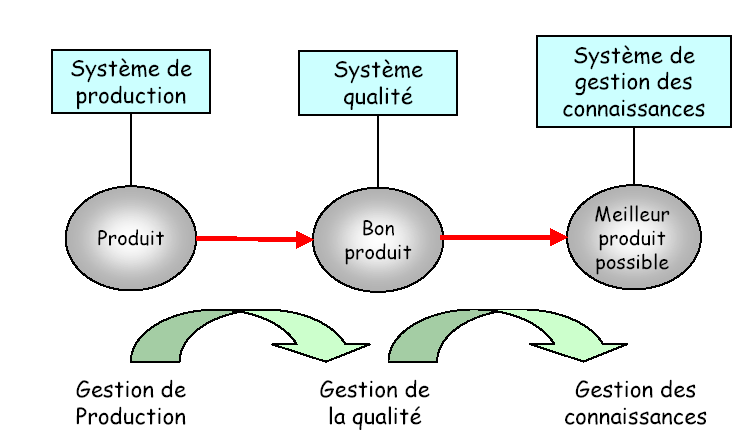 Système de
production
Système
qualité
Système de
gestion des
connaissances
Produit
Bon
produit
Meilleur
produit
possible
Gestion de
Production
Gestion de
la qualité
Gestion des
connaissances